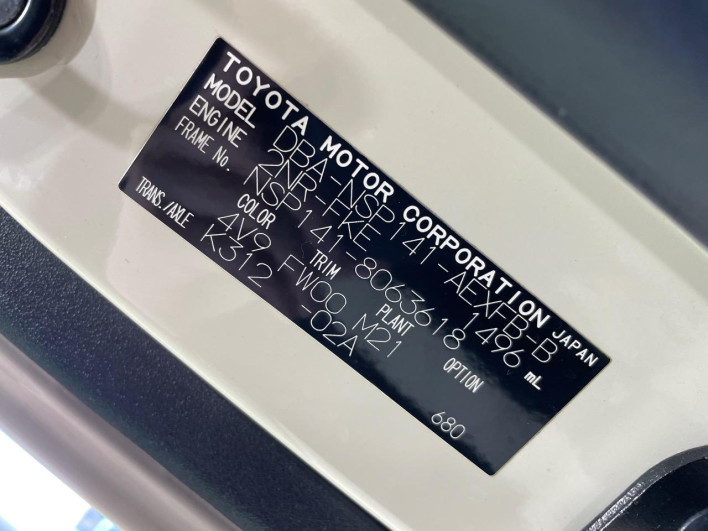 TOYOTA MOTOR CORPORATION JAPAN
MODEL DBA-NSP141-AEXFB-B
ENGINE 2NR-FKE 1496 mL
FRAME No. NSP141-8063618
COLOR TRIM PLANT OPTION
4V9 FW00 M21
TRANS./AXLE K312 -02A 680